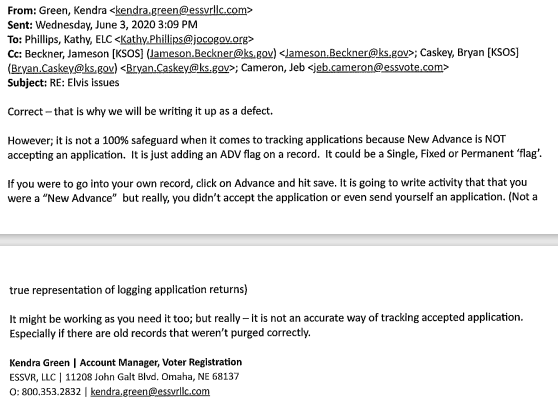 From: Green, Kendra <kendra.green@essvrllc.com>
Sent: Wednesday, June 3, 2020 3:09 PM
To: Phillips, Kathy, ELC <Kathy.Phillips@jocogov.org>
Cc: Beckner, Jameson [KSOS] (Jameson.Beckner@ks.gov) <Jameson.Beckner@ks.gov>; Caskey, Bryan [KSOS]
(Bryan.Caskey@ks.gov) <Bryan.Caskey@ks.gov>; Cameron, Jeb <jeb.cameron@essvote.com>
Subject: RE: Elvis issues
Correct – that is why we will be writing it up as a defect.
However; it is not a 100% safeguard when it comes to tracking applications because New Advance is NOT
accepting an application. It is just adding an ADV flag on a record. It could be a Single, Fixed or Permanent ‘flag’.
If you were to go into your own record, click on Advance and hit save. It is going to write activity that that you
were a “New Advance” but really, you didn’t accept the application or even send yourself an application. (Not a
true representation of logging application returns)
It might be working as you need it too; but really – it is not an accurate way of tracking accepted application.
Especially if there are old records that weren’t purged correctly.
Kendra Green | Account Manager, Voter Registration
ESSVR, LLC | 11208 John Galt Blvd. Omaha, NE 68137
O: 800.353.2832 | kendra.green@essvrllc.com